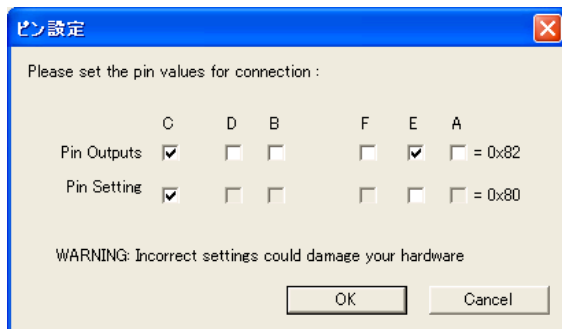 ピン設定
Please set the pin values for connection :
C D B F E A
Pin Outputs = 0x82
Pin Setting = 0x80
WARNING: Incorrect settings could damage your hardware
OK Cancel